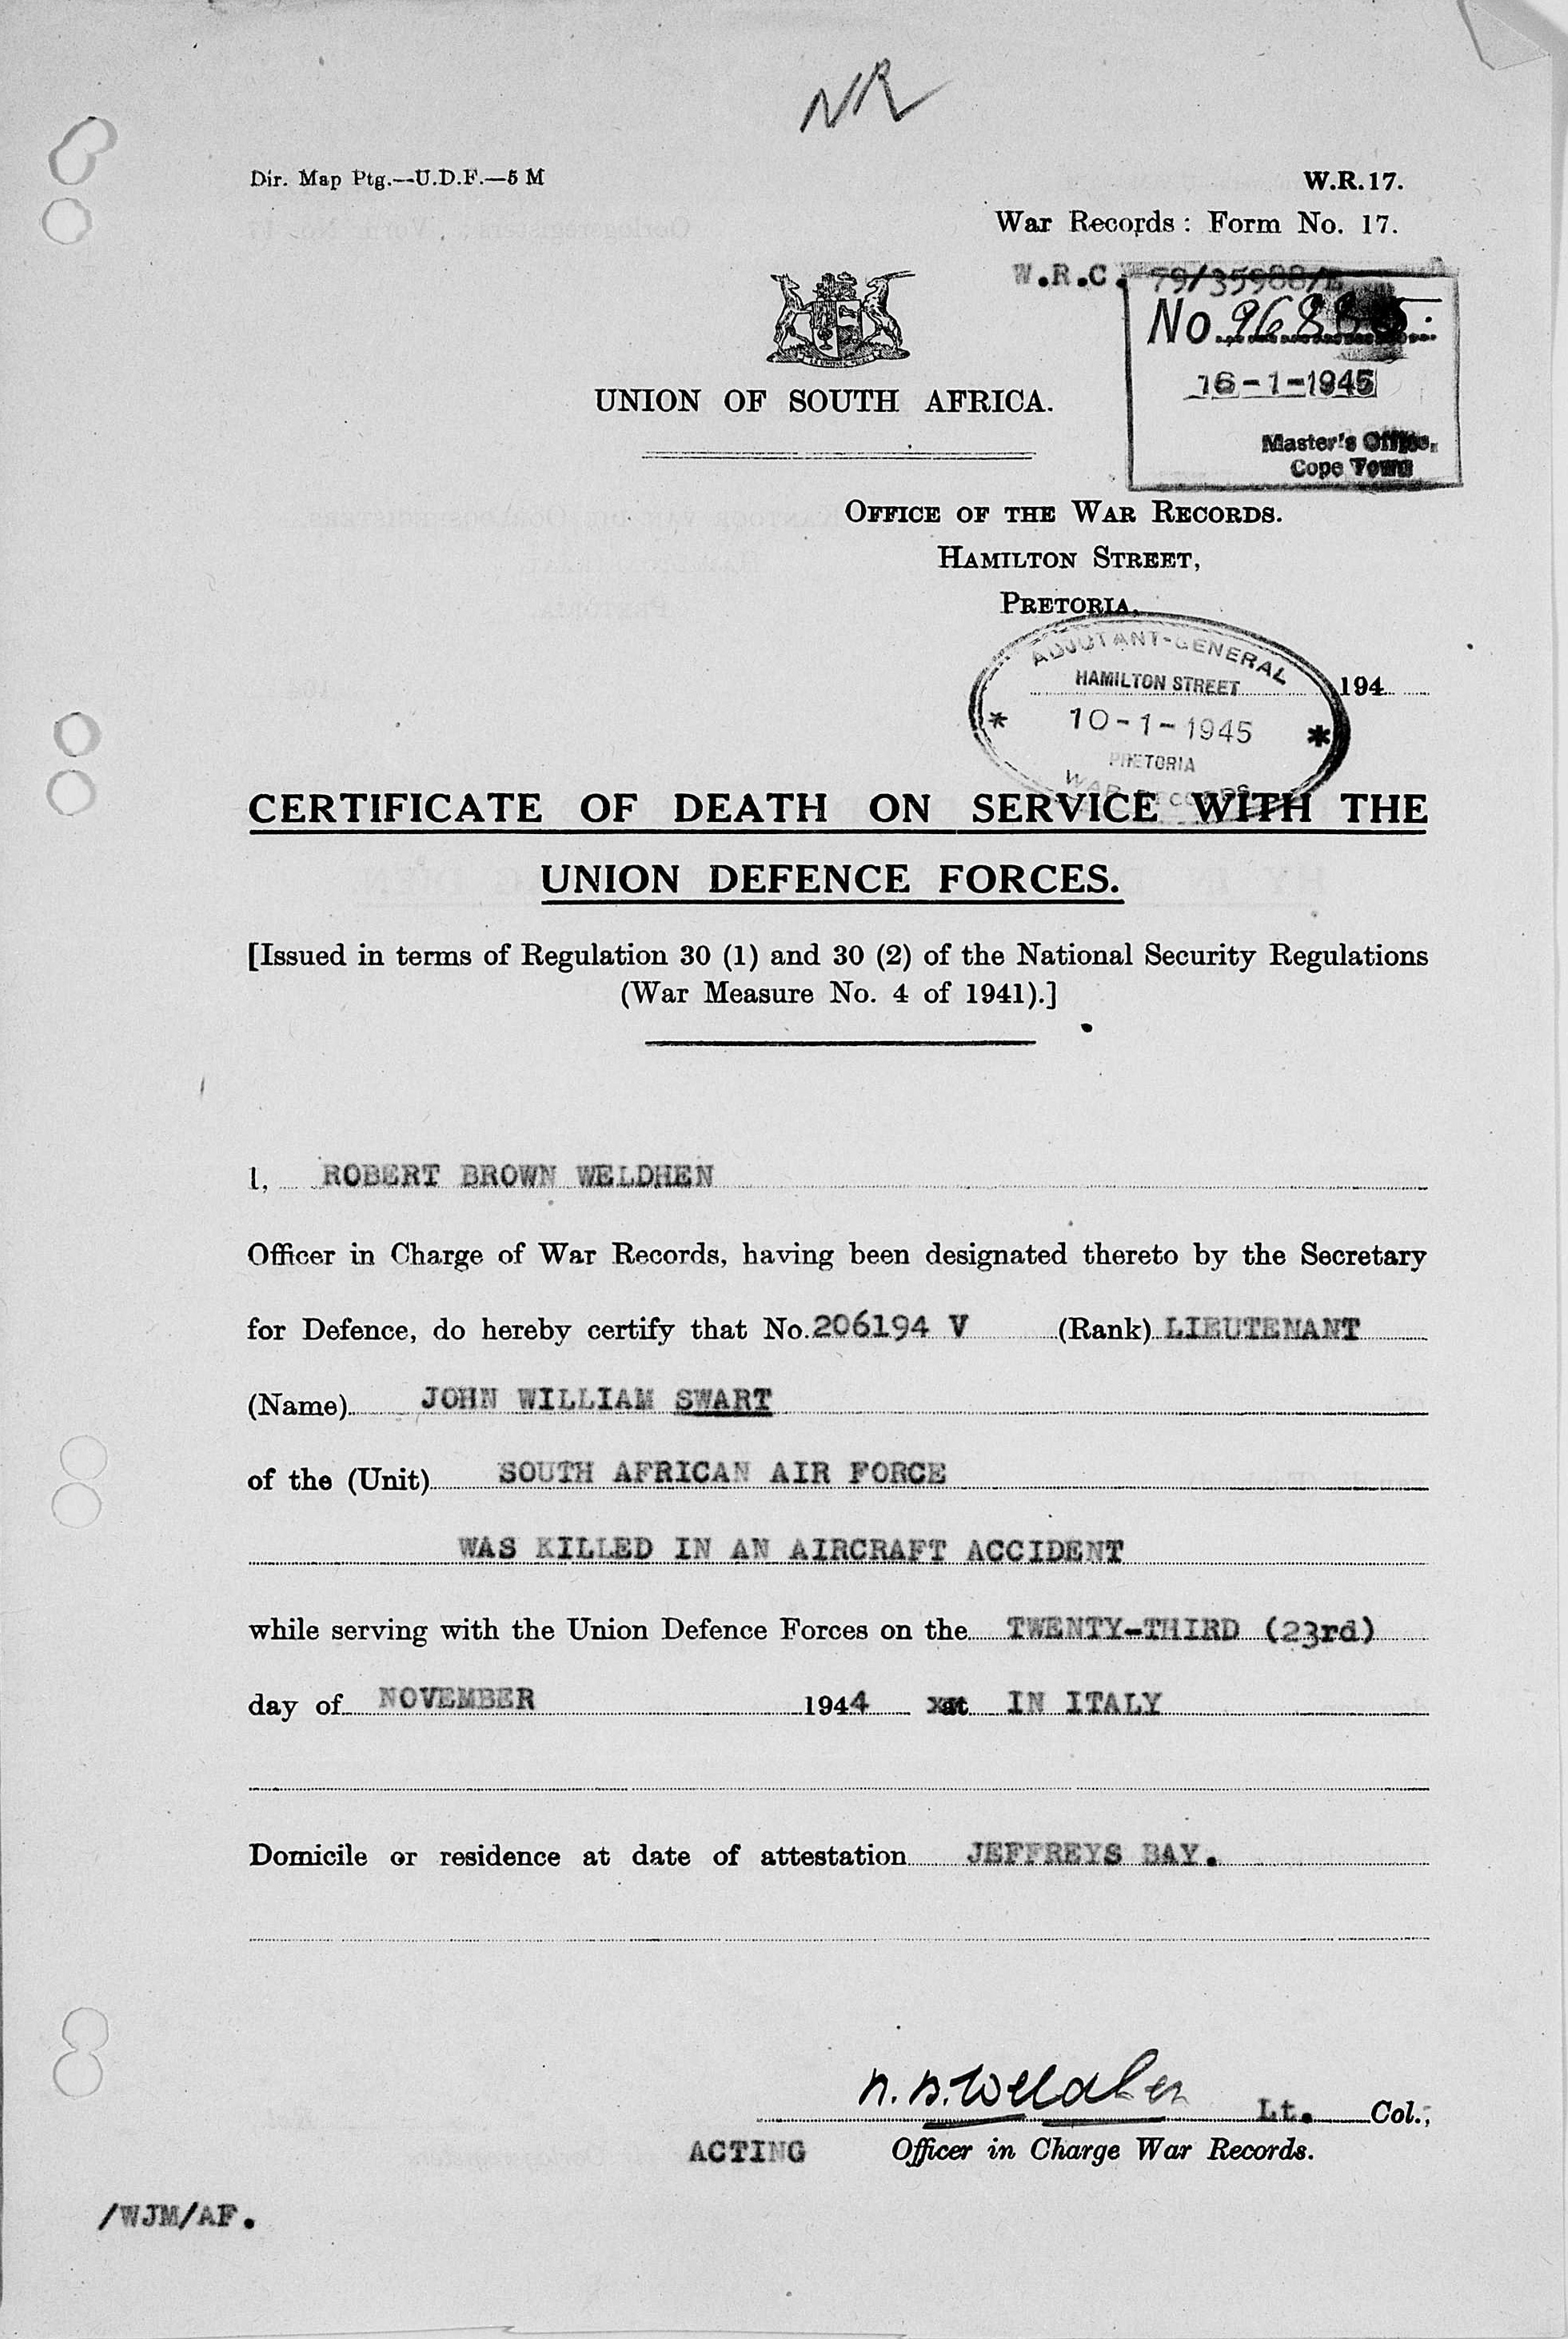 NR
Dir. Map Ptg.—U.D.F.—5 M
W.R.17.
War Records: Form No. 17.
W.R.C. 79/35988/
No
16-1-1945
Master's Office,
Cope Town
UNION OF SOUTH AFRICA.
OFFICE OF THE WAR RECORDS.
HAMILTON STREET,
PRETORIA,
ADJUTANT-GENERAL
HAMILTON STREET
194
* 10-1-1945 *
PRETORIA
WAR RECORDS
CERTIFICATE OF DEATH ON SERVICE WITH THE
UNION DEFENCE FORCES.
[Issued in terms of Regulation 30 (1) and 30 (2) of the National Security Regulations
(War Measure No. 4 of 1941).]
I, ROBERT BROWN WELDHEN
Officer in Charge of War Records, having been designated thereto by the Secretary
for Defence, do hereby certify that No. 206194 V (Rank) LIEUTENANT
(Name) JOHN WILLIAM SWART
of the (Unit) SOUTH AFRICAN AIR FORCE
WAS KILLED IN AN AIRCRAFT ACCIDENT
while serving with the Union Defence Forces on the TWENTY-THIRD (23rd)
day of NOVEMBER 1944 at IN ITALY
Domicile or residence at date of attestation JEFFREYS BAY.
R. B. Weldhen Lt. Col.,
ACTING Officer in Charge War Records.
/WJM/AF.